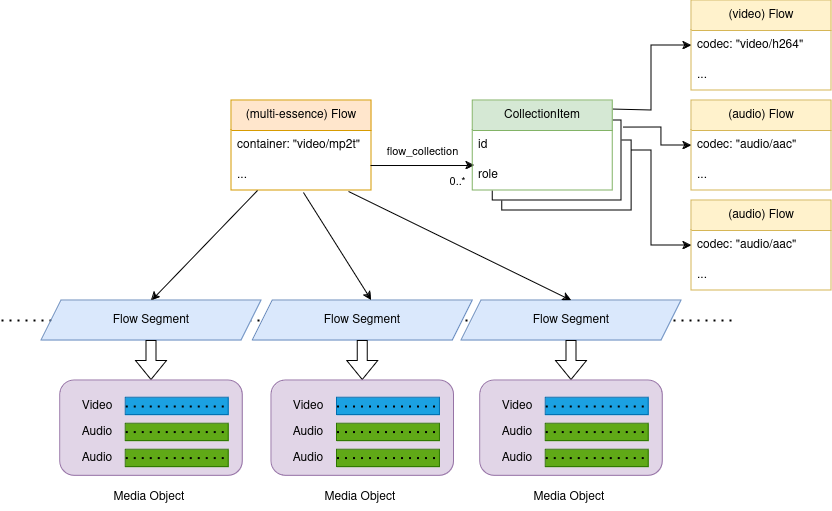 (video) Flow
codec: "video/h264"
...
(multi-essence) Flow
container: "video/mp2t"
...
flow_collection
0..*
CollectionItem
id
role
(audio) Flow
codec: "audio/aac"
...
(audio) Flow
codec: "audio/aac"
...
Flow Segment
Flow Segment
Flow Segment
Video
Audio
Audio
Media Object
Video
Audio
Audio
Media Object
Video
Audio
Audio
Media Object